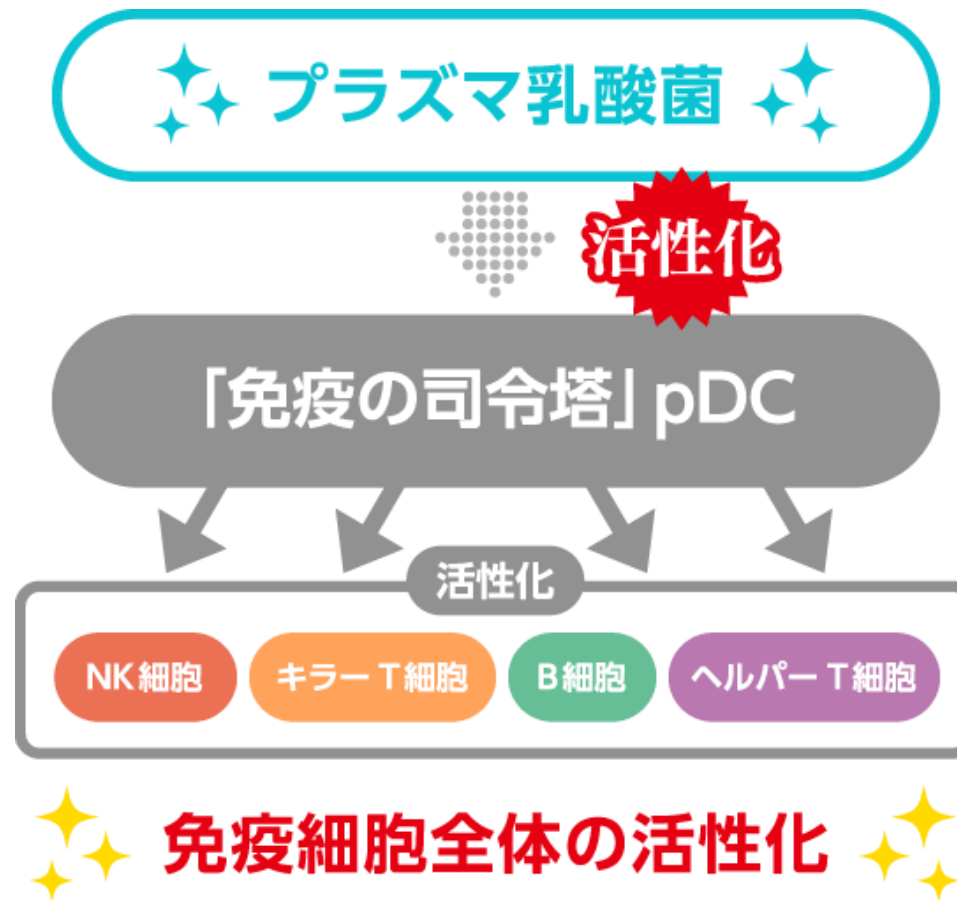 プラズマ乳酸菌
活性化
「免疫の司令塔」pDC
活性化
NK細胞
キラーT細胞
B細胞
ヘルパーT細胞
免疫細胞全体の活性化